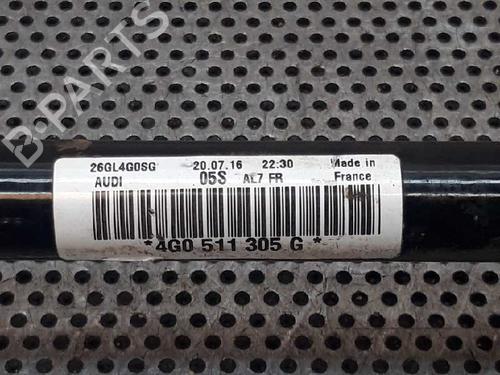 B-PARTS
26GL4G0SG 20.07.16 22:30 Made in
AUDI 05S AL7 FR France
*4G0 511 305 G*